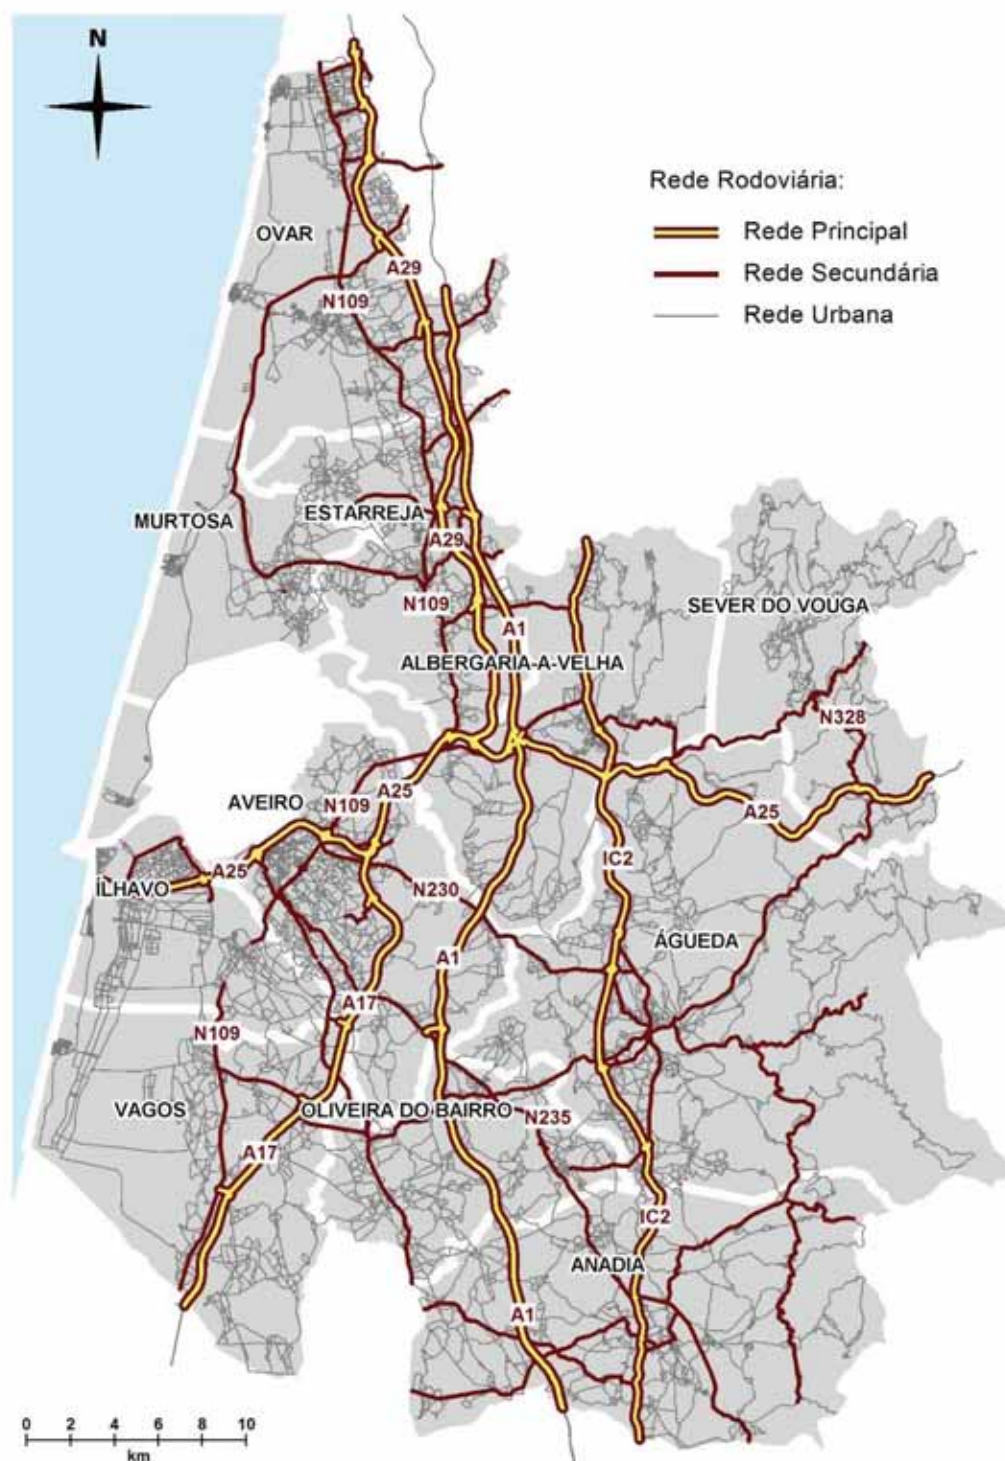 N
Rede Rodoviária:
Rede Principal
Rede Secundária
Rede Urbana
OVAR
A29
N109
MURTOSA
ESTARREJA
A29
N109
SEVER DO VOUGA
A1
ALBERGARIA-A-VELHA
N328
AVEIRO
N109
A25
A25
ÍLHAVO
A25
N230
IC2
ÁGUEDA
A1
A17
N109
VAGOS
OLIVEIRA DO BAIRRO
N235
A17
IC2
ANADIA
A1
0 2 4 6 8 10
km